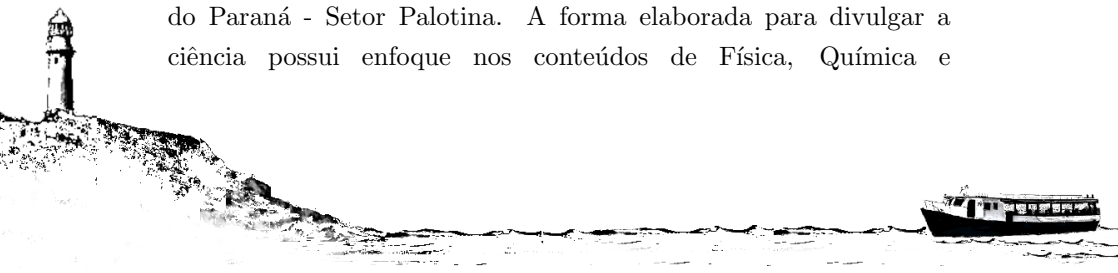 do Paraná - Setor Palotina. A forma elaborada para divulgar a
ciência possui enfoque nos conteúdos de Física, Química e